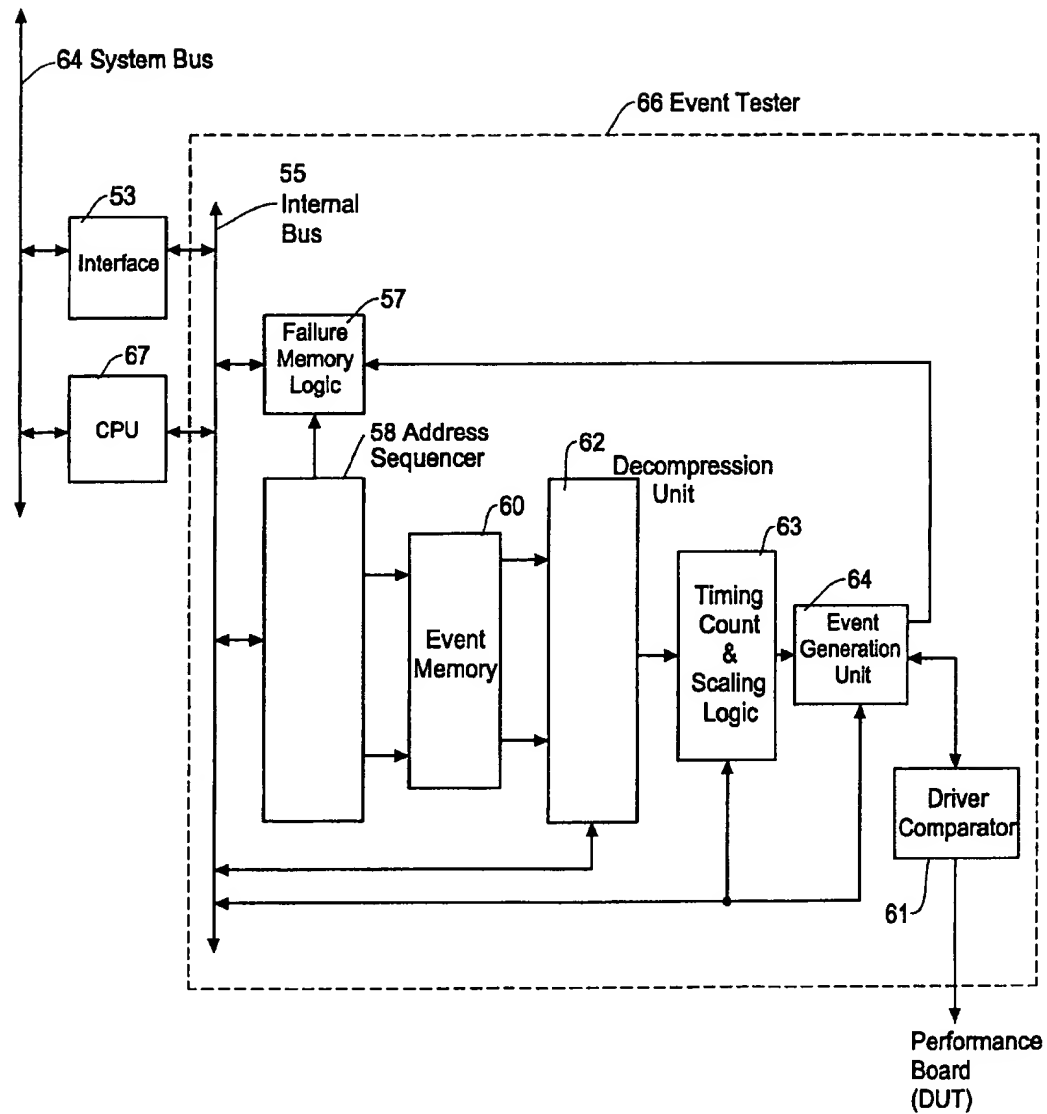 64 System Bus
66 Event Tester
55
Internal
Bus
53
Interface
57
Failure
Memory
Logic
67
CPU
58 Address
Sequencer
62
Decompression
Unit
60
Event
Memory
63
Timing
Count
&
Scaling
Logic
64
Event
Generation
Unit
Driver
Comparator
61
Performance
Board
(DUT)